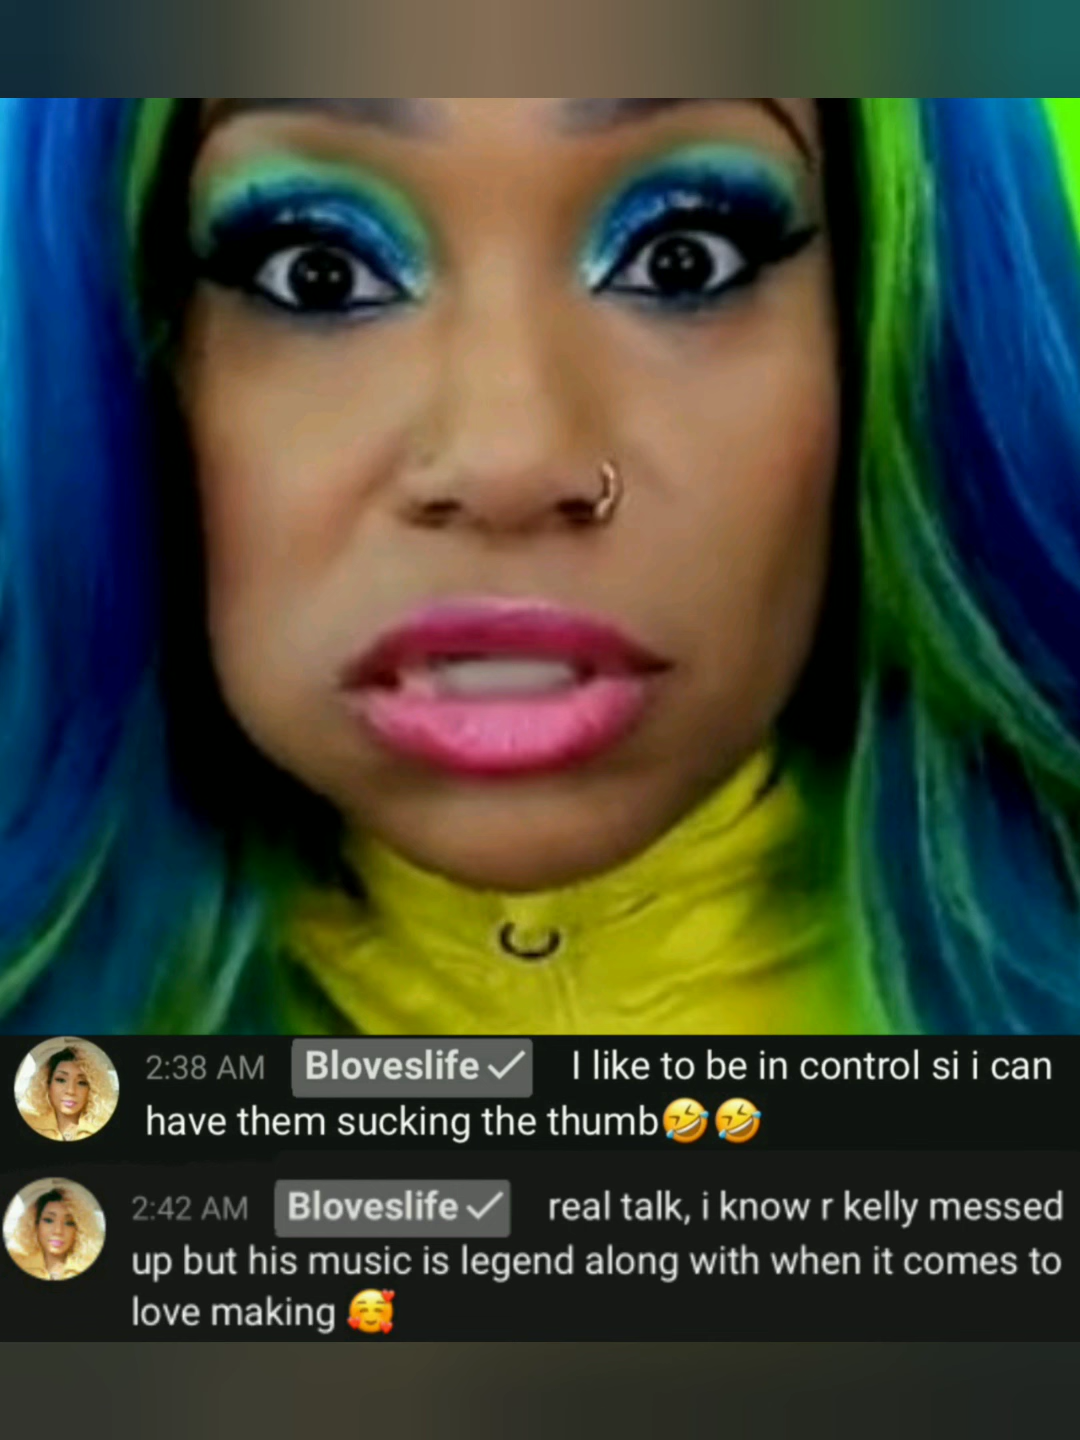 2:38 AM Bloveslife✓ I like to be in control si i can
have them sucking the thumb🤣🤣
2:42 AM Bloveslife✓ real talk, i know r kelly messed
up but his music is legend along with when it comes to
love making 🥰